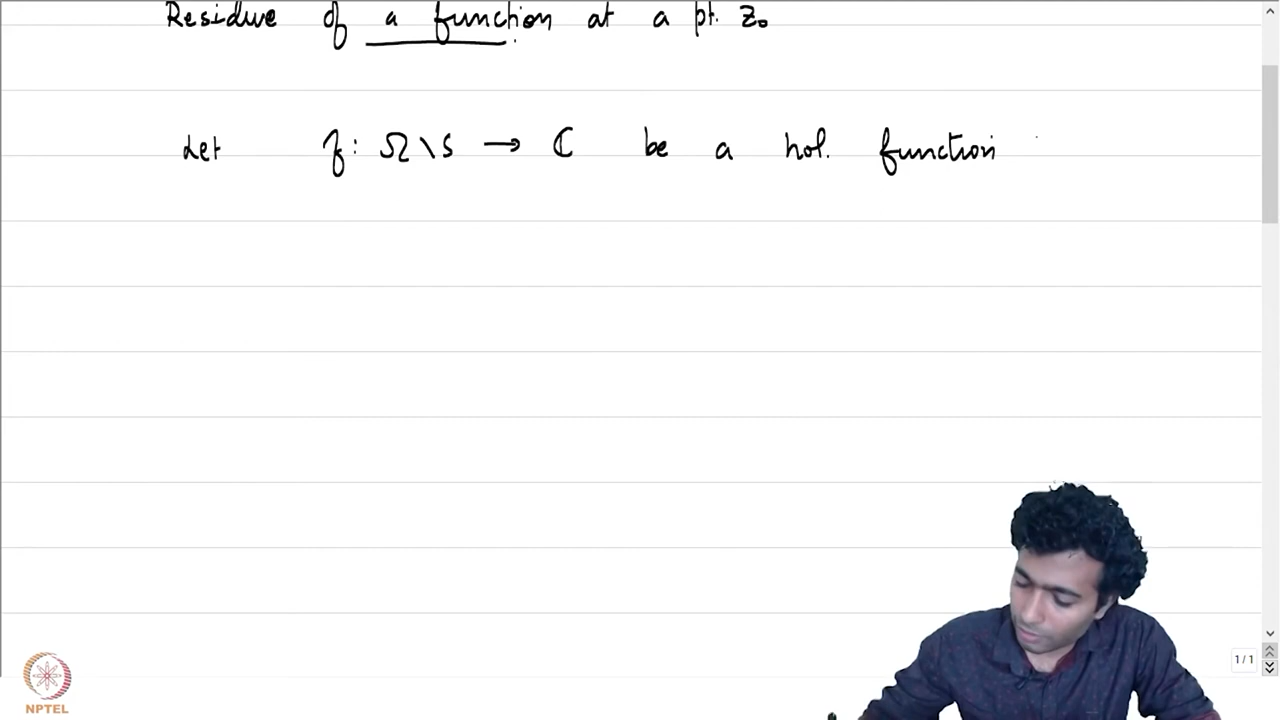 Residue of a function at a pt. z₀
Let f: Ω \ S → ℂ be a hol. function
1 / 1
NPTEL